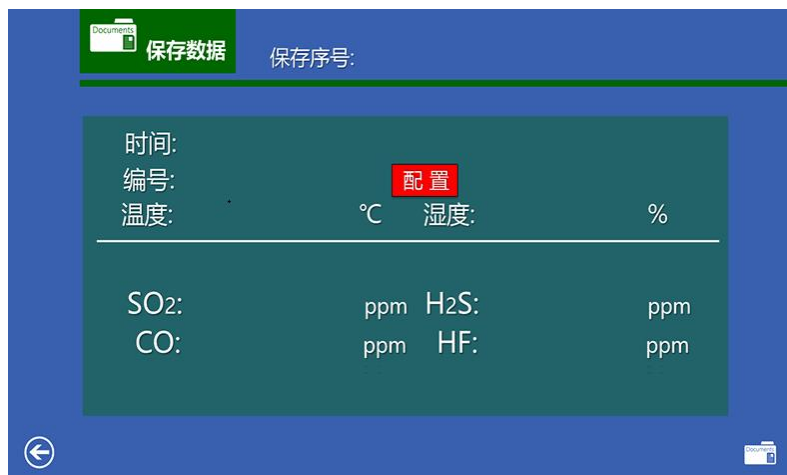 Documents
保存数据 保存序号:
时间:
编号: 配置
温度: ℃ 湿度: %
SO2: ppm H2S: ppm
CO: ppm HF: ppm
Documents